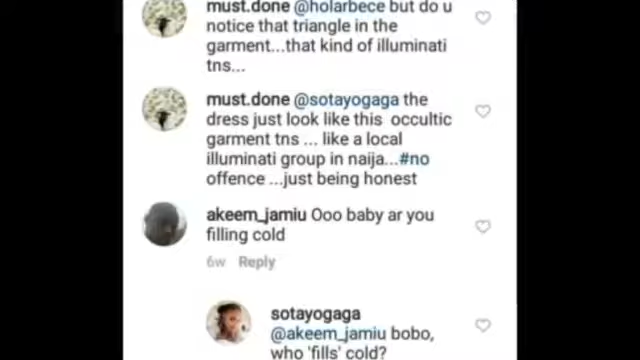 must.done @holarbece but do u
notice that triangle in the
garment...that kind of illuminati
tns...
must.done @sotayogaga the
dress just look like this occultic
garment tns ... like a local
illuminati group in naija...#no
offence ...just being honest
akeem_jamiu Ooo baby ar you
filling cold
6w Reply
sotayogaga
@akeem_jamiu bobo,
who 'fills' cold?